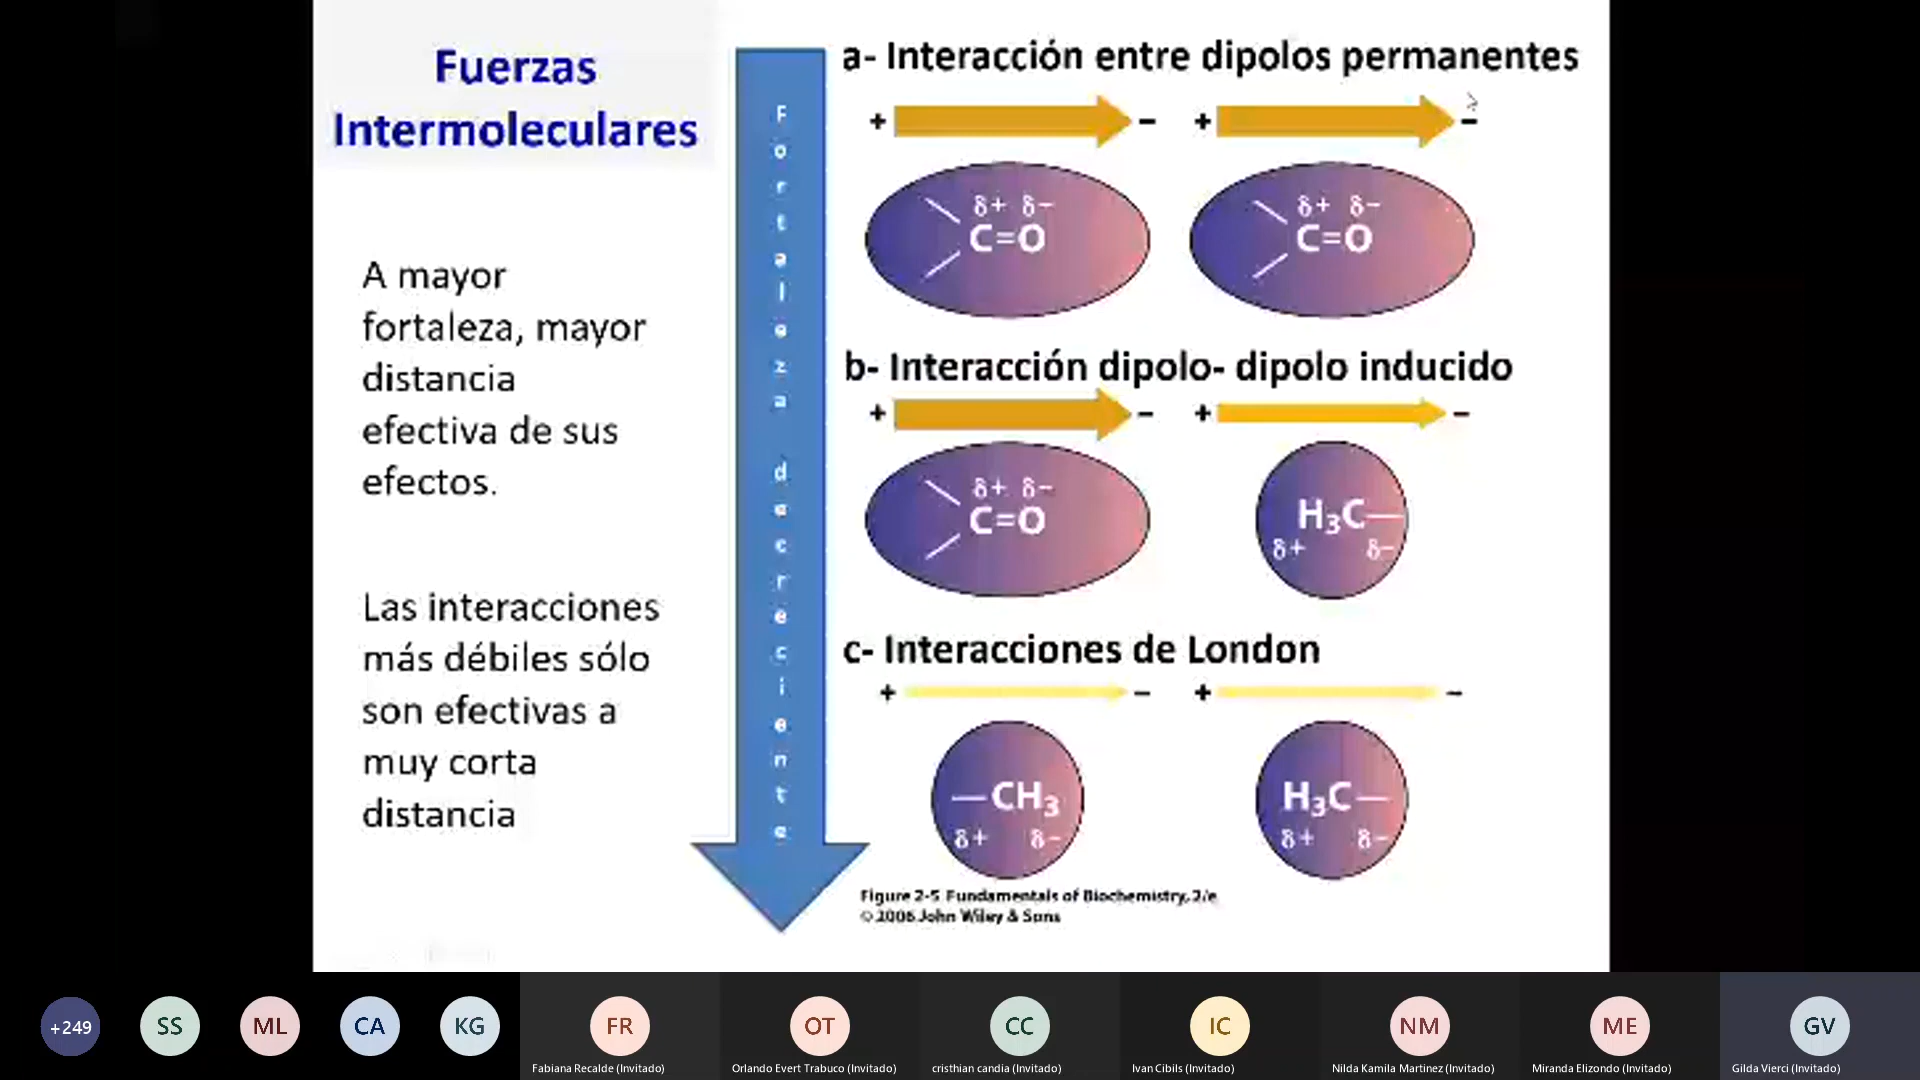 Fuerzas
Intermoleculares
A mayor
fortaleza, mayor
distancia
efectiva de sus
efectos.
Las interacciones
más débiles sólo
son efectivas a
muy corta
distancia
Fortaleza decreciente
a- Interacción entre dipolos permanentes
+ − + −
δ+ δ− δ+ δ−
C=O C=O
b- Interacción dipolo- dipolo inducido
+ − + −
δ+ δ−
C=O H₃C—
δ+ δ−
c- Interacciones de London
+ − + −
—CH₃ H₃C—
δ+ δ− δ+ δ−
Figure 2-5 Fundamentals of Biochemistry, 2/e
© 2006 John Wiley & Sons
+249 SS ML CA KG FR OT CC IC NM ME GV
Fabiana Recalde (Invitado) Orlando Evert Trabuco (Invitado) cristhian candia (Invitado) Ivan Cibils (Invitado) Nilda Kamila Martinez (Invitado) Miranda Elizondo (Invitado) Gilda Vierci (Invitado)